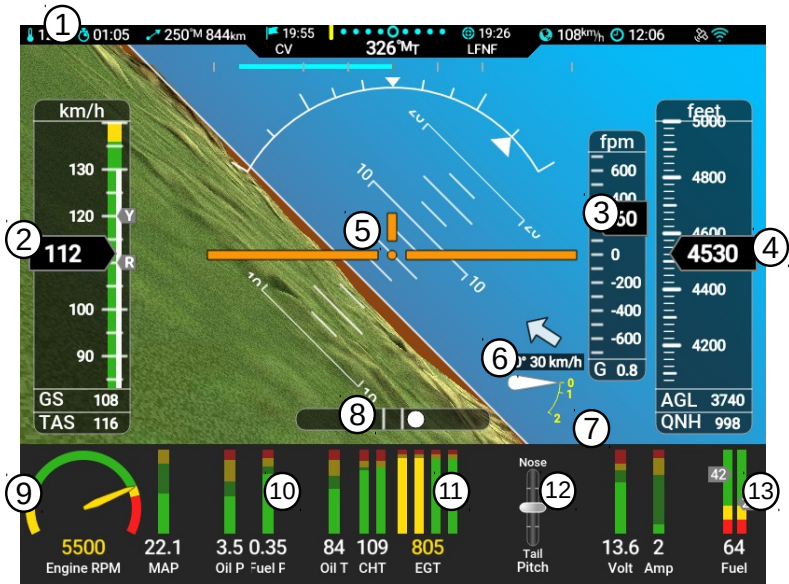 1
01:05
250°M 844km
19:55
19:26
108km/h
12:06
CV
326°MT
LFNF
km/h
130
120
Y
2
112
R
100
90
GS 108
TAS 116
20
20
10
10
10
10
5
fpm
600
400
3
50
0
-200
-400
-600
G 0.8
feet
5000
4800
4600
4530
4
4400
4200
AGL 3740
QNH 998
6
0° 30 km/h
0
1
2
7
8
9
5500
Engine RPM
22.1
MAP
10
3.5
Oil P
0.35
Fuel P
84
Oil T
109
CHT
11
805
EGT
Nose
12
Tail
Pitch
13.6
Volt
2
Amp
42
13
64
Fuel